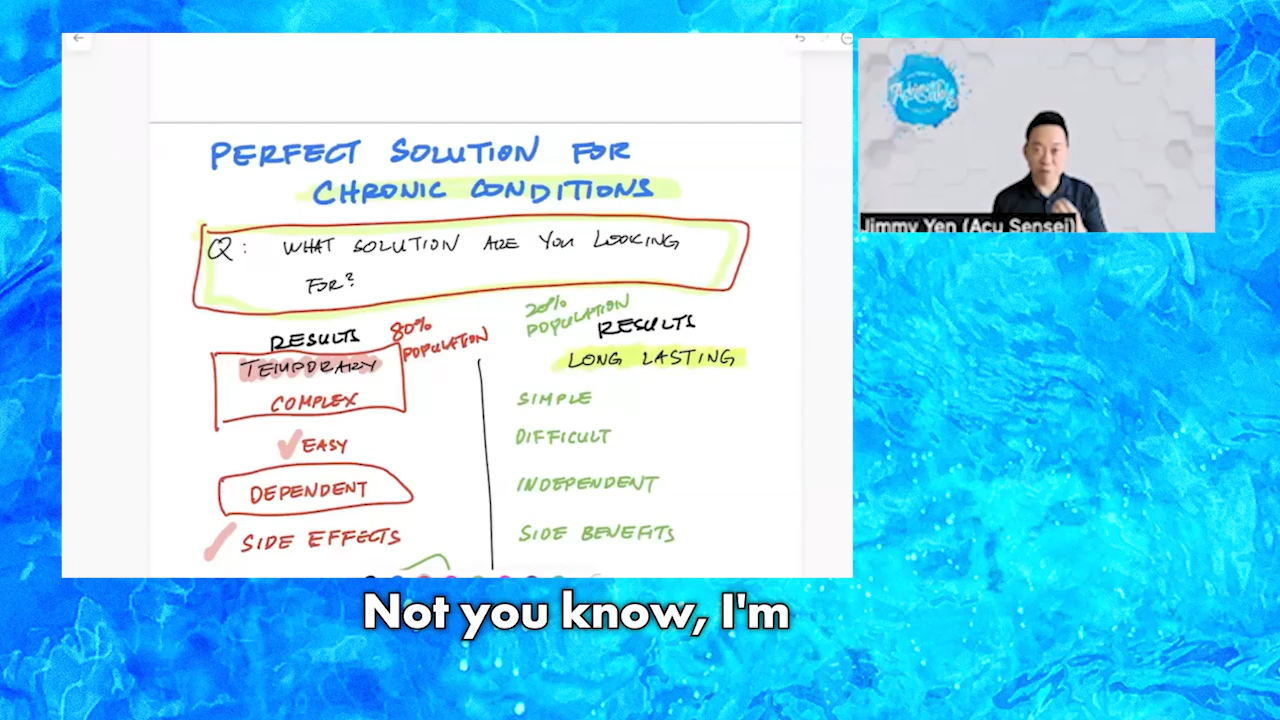 PERFECT SOLUTION FOR
CHRONIC CONDITIONS
Q: WHAT SOLUTION ARE YOU LOOKING
FOR?
RESULTS
80%
POPULATION
TEMPORARY
COMPLEX
EASY
DEPENDENT
SIDE EFFECTS
20%
POPULATION
RESULTS
LONG LASTING
SIMPLE
DIFFICULT
INDEPENDENT
SIDE BENEFITS
Jimmy Yen (Acu Sensei)
Not you know, I'm